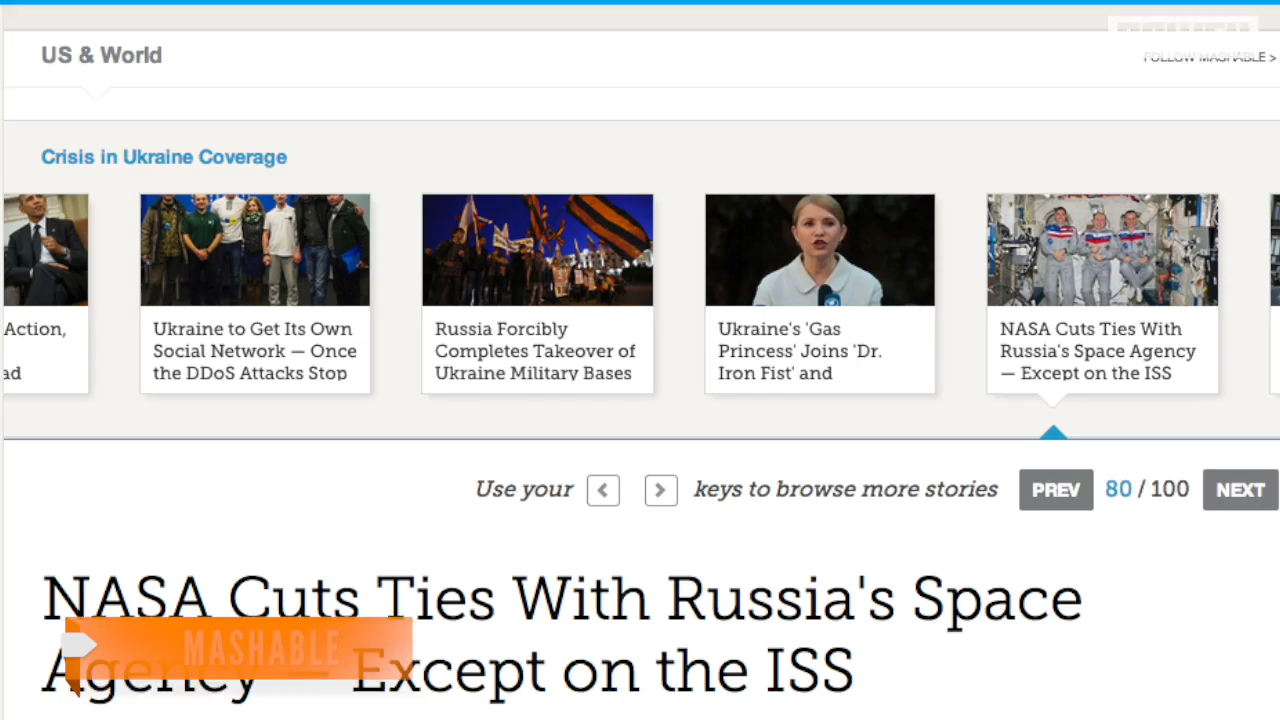 US & World
FOLLOW MASHABLE >
Crisis in Ukraine Coverage
Action,
ad
Ukraine to Get Its Own
Social Network — Once
the DDoS Attacks Stop
Russia Forcibly
Completes Takeover of
Ukraine Military Bases
Ukraine's 'Gas
Princess' Joins 'Dr.
Iron Fist' and
NASA Cuts Ties With
Russia's Space Agency
— Except on the ISS
Use your < > keys to browse more stories PREV 80 / 100 NEXT
NASA Cuts Ties With Russia's Space
Agency — Except on the ISS
MASHABLE